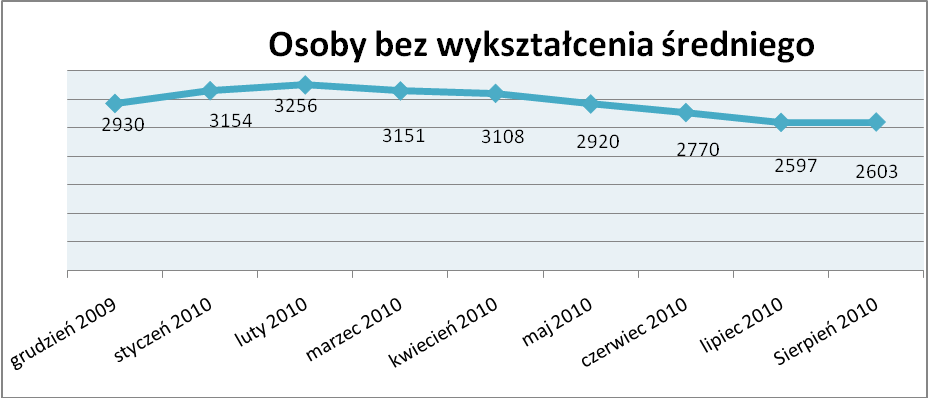 Osoby bez wykształcenia średniego
2930
3154
3256
3151
3108
2920
2770
2597
2603
grudzień 2009
styczeń 2010
luty 2010
marzec 2010
kwiecień 2010
maj 2010
czerwiec 2010
lipiec 2010
Sierpień 2010